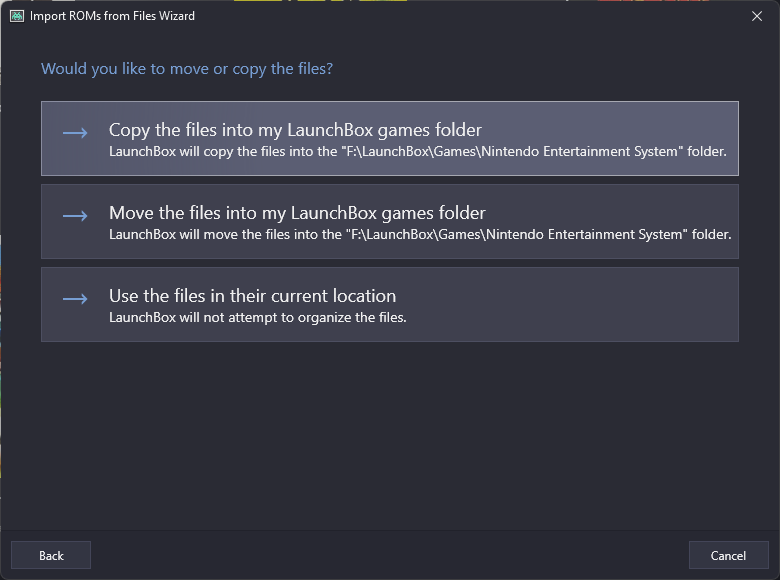 Import ROMs from Files Wizard
Would you like to move or copy the files?
Copy the files into my LaunchBox games folder
LaunchBox will copy the files into the "F:\LaunchBox\Games\Nintendo Entertainment System" folder.
Move the files into my LaunchBox games folder
LaunchBox will move the files into the "F:\LaunchBox\Games\Nintendo Entertainment System" folder.
Use the files in their current location
LaunchBox will not attempt to organize the files.
Back
Cancel